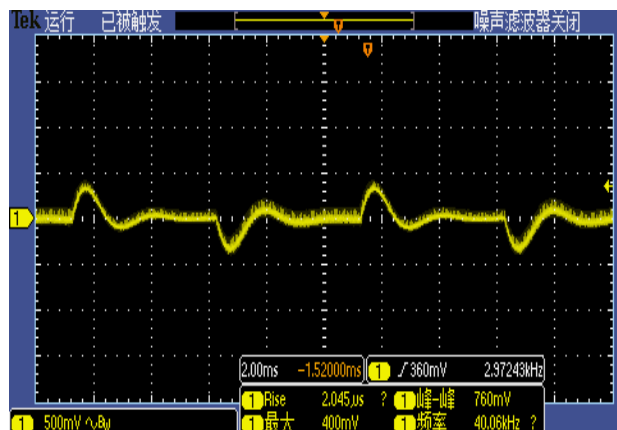 Tek 运行 已被触发 噪声滤波器关闭
T
T
1
2.00ms -1.52000ms 1 ∫ 360mV 2.97243kHz
1 Rise 2.045µs ? 1 峰-峰 760mV
1 最大 400mV 1 频率 40.06kHz ?
1 500mV ∿ Bw